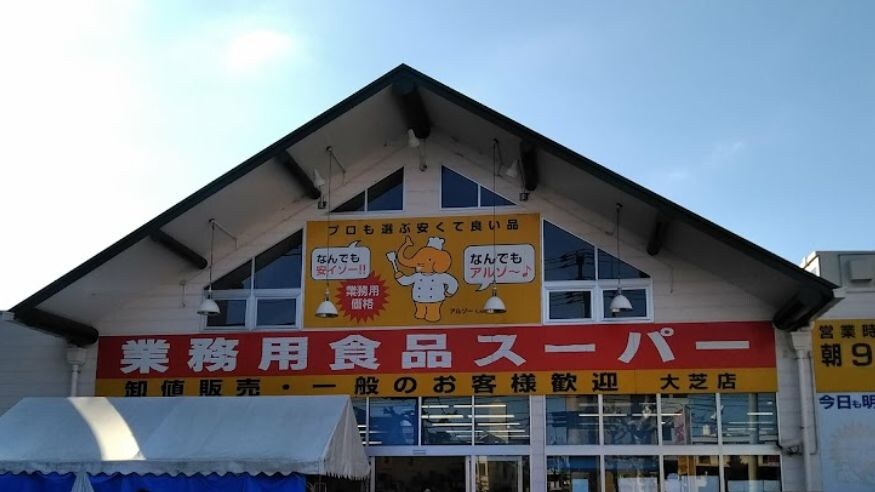 プロも選ぶ安くて良い品
なんでも
安イソー!!
なんでも
アルゾ〜♪
業務用
価格
アルゾー
業務用食品スーパー
卸値販売・一般のお客様歓迎
大芝店
営業時
朝9
今日も明